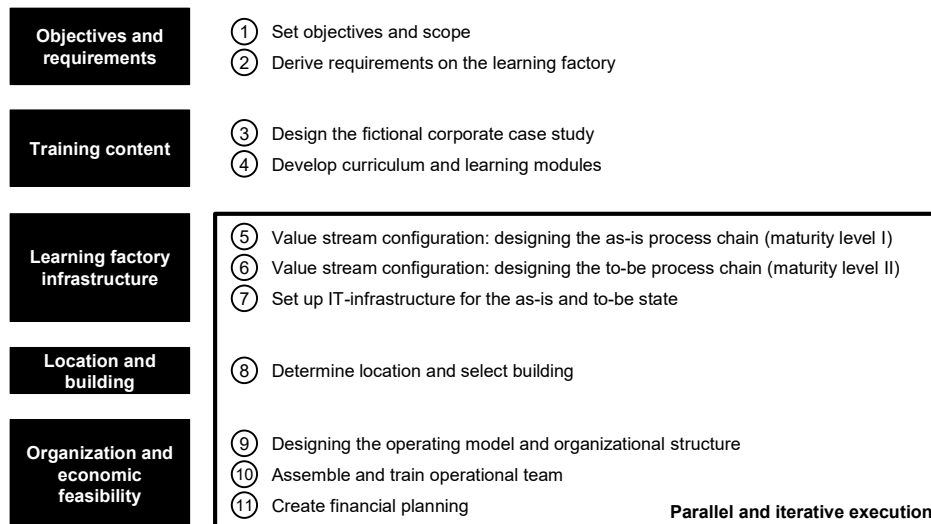 Objectives and
requirements
1 Set objectives and scope
2 Derive requirements on the learning factory
Training content
3 Design the fictional corporate case study
4 Develop curriculum and learning modules
Learning factory
infrastructure
5 Value stream configuration: designing the as-is process chain (maturity level I)
6 Value stream configuration: designing the to-be process chain (maturity level II)
7 Set up IT-infrastructure for the as-is and to-be state
Location and
building
8 Determine location and select building
Organization and
economic
feasibility
9 Designing the operating model and organizational structure
10 Assemble and train operational team
11 Create financial planning
Parallel and iterative execution